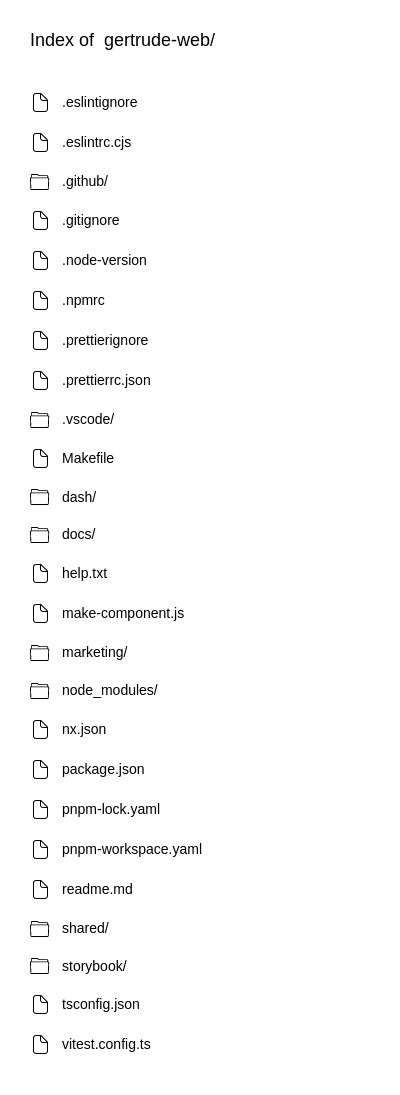 Index of  gertrude-web/
.eslintignore
.eslintrc.cjs
.github/
.gitignore
.node-version
.npmrc
.prettierignore
.prettierrc.json
.vscode/
Makefile
dash/
docs/
help.txt
make-component.js
marketing/
node_modules/
nx.json
package.json
pnpm-lock.yaml
pnpm-workspace.yaml
readme.md
shared/
storybook/
tsconfig.json
vitest.config.ts